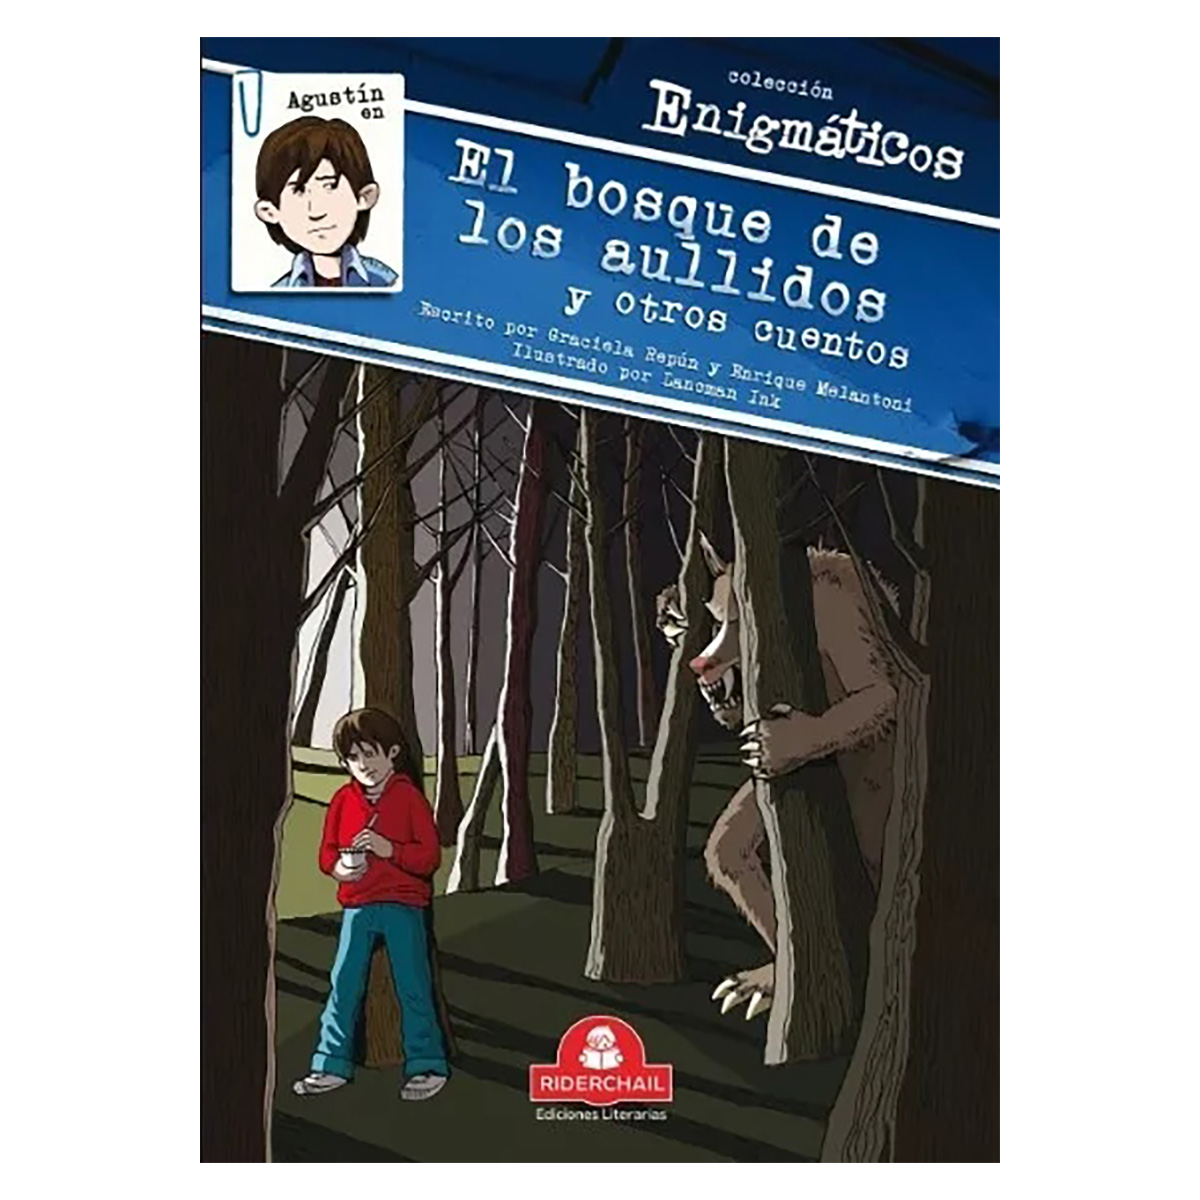 Agustín
en
colección
Enigmáticos
El bosque de
los aullidos
y otros cuentos
Escrito por Graciela Repún y Enrique Melantoni
Ilustrado por Lancman Ink
RIDERCHAIL
Ediciones Literarias